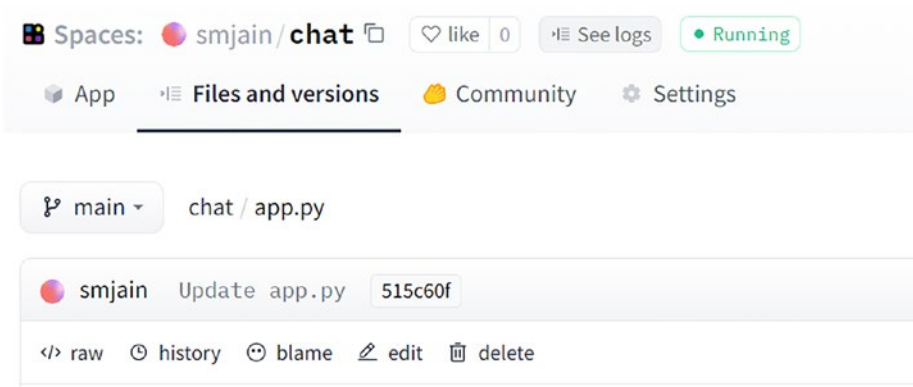 Spaces: smjain/chat like 0 See logs Running
App Files and versions Community Settings
main chat / app.py
smjain Update app.py 515c60f
</> raw history blame edit delete